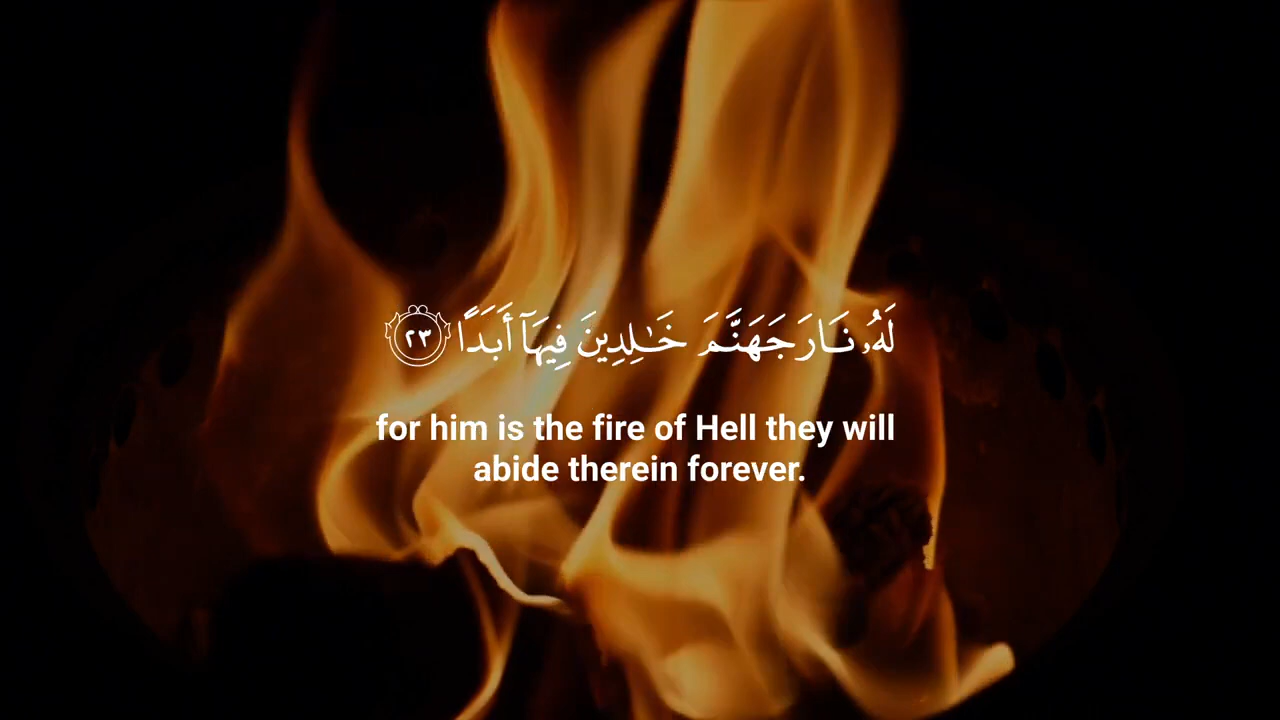 لَهُۥ نَارَ جَهَنَّمَ خَـٰلِدِينَ فِيهَآ أَبَدًا ٢٣
for him is the fire of Hell they will
abide therein forever.